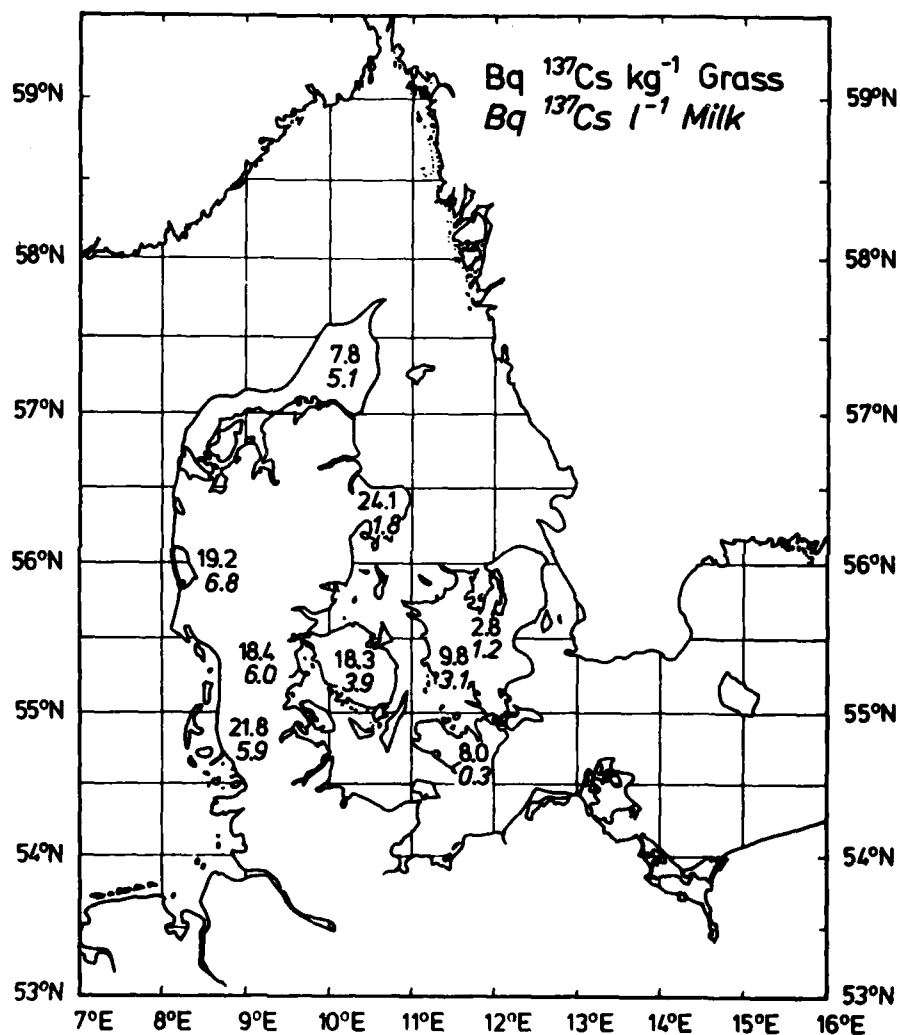 Bq ¹³⁷Cs kg⁻¹ Grass
Bq ¹³⁷Cs l⁻¹ Milk
59°N 59°N
58°N 58°N
7.8
5.1
57°N 57°N
24.1
1.8
19.2
6.8
56°N 56°N
2.8
1.2
18.4
6.0
18.3
3.9
9.8
3.1
55°N 55°N
21.8
5.9
8.0
0.3
54°N 54°N
53°N 53°N
7°E 8°E 9°E 10°E 11°E 12°E 13°E 14°E 15°E 16°E